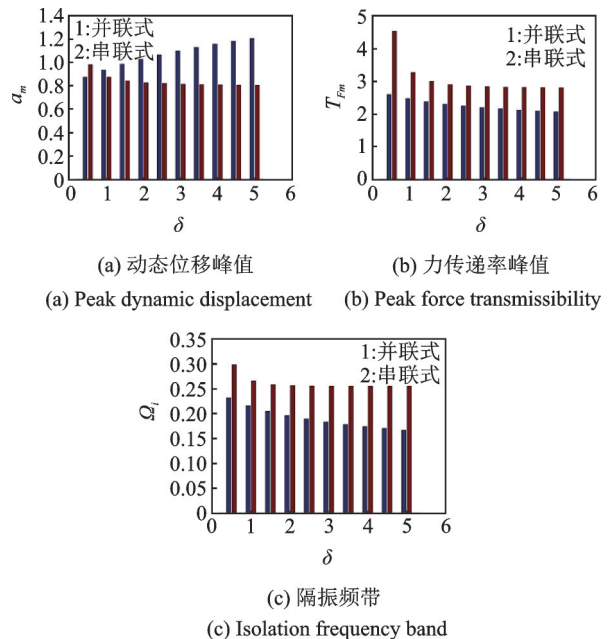 1.4
1.2
1.0
0.8
0.6
0.4
0.2
0
a_m
1:并联式
2:串联式
0 1 2 3 4 5 6
δ
(a) 动态位移峰值
(a) Peak dynamic displacement
5
4
3
2
1
0
T_Fm
1:并联式
2:串联式
0 1 2 3 4 5 6
δ
(b) 力传递率峰值
(b) Peak force transmissibility
0.35
0.30
0.25
0.20
0.15
0.10
0.05
0
Ω_i
1:并联式
2:串联式
0 1 2 3 4 5 6
δ
(c) 隔振频带
(c) Isolation frequency band